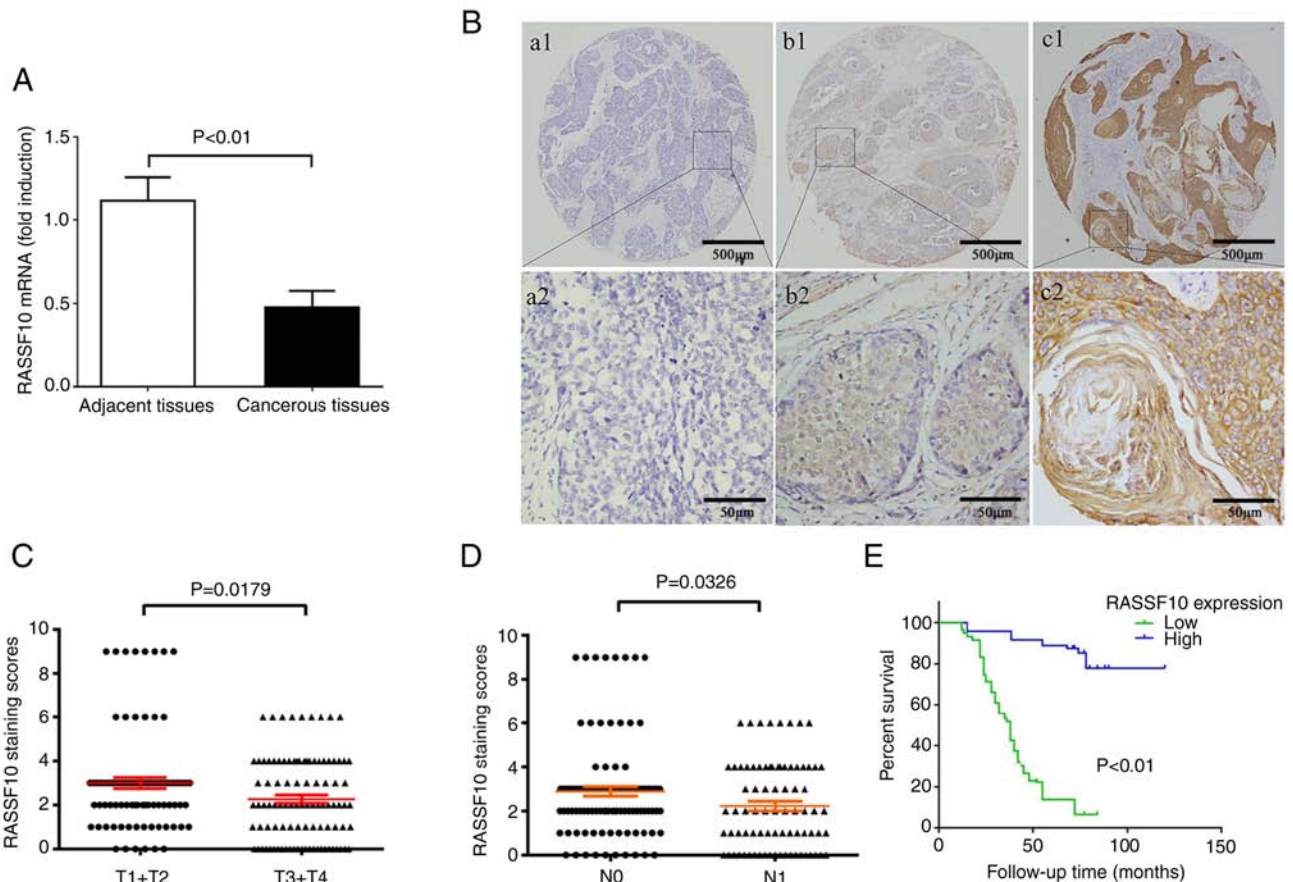 A
RASSF10 mRNA (fold induction)
1.5
1.0
0.5
0.0
P<0.01
Adjacent tissues
Cancerous tissues
B
a1
500μm
b1
500μm
c1
500μm
a2
50μm
b2
50μm
c2
50μm
C
P=0.0179
RASSF10 staining scores
10
8
6
4
2
0
T1+T2
T3+T4
D
P=0.0326
RASSF10 staining scores
10
8
6
4
2
0
N0
N1
E
RASSF10 expression
Low
High
Percent survival
100
80
60
40
20
0
P<0.01
0
50
100
150
Follow-up time (months)